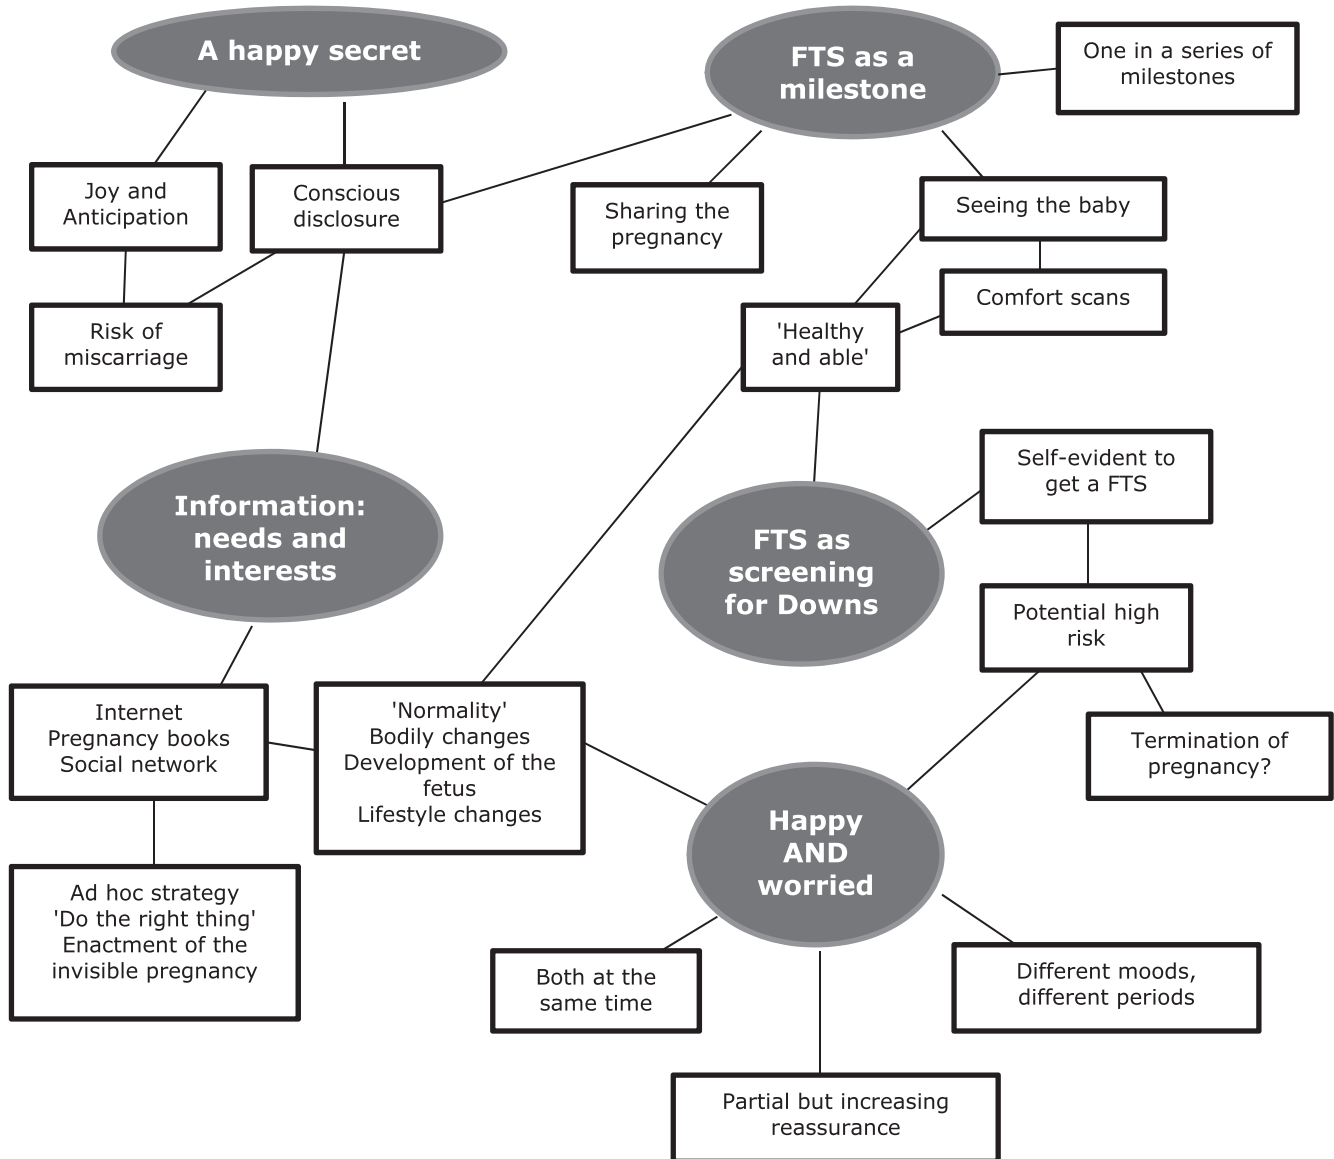 A happy secret
FTS as a
milestone
One in a series of
milestones
Joy and
Anticipation
Conscious
disclosure
Sharing the
pregnancy
Seeing the baby
Comfort scans
Risk of
miscarriage
'Healthy
and able'
Self-evident to
get a FTS
Information:
needs and
interests
FTS as
screening
for Downs
Potential high
risk
Internet
Pregnancy books
Social network
'Normality'
Bodily changes
Development of the
fetus
Lifestyle changes
Termination of
pregnancy?
Happy
AND
worried
Ad hoc strategy
'Do the right thing'
Enactment of the
invisible pregnancy
Both at the
same time
Different moods,
different periods
Partial but increasing
reassurance